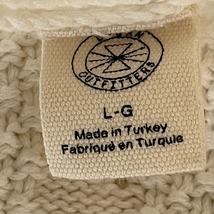 OUTFITTERS
L-G
Made in Turkey
Fabriqué en Turquie